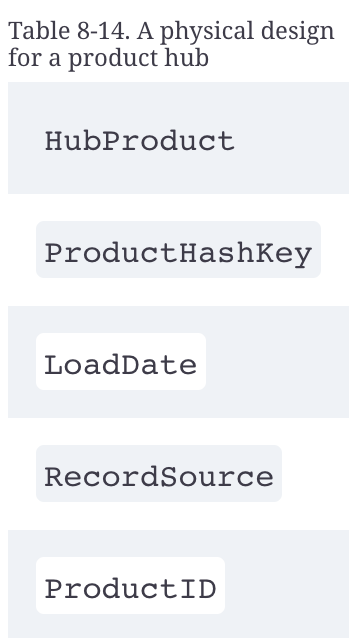 Table 8-14. A physical design
for a product hub
HubProduct
ProductHashKey
LoadDate
RecordSource
ProductID